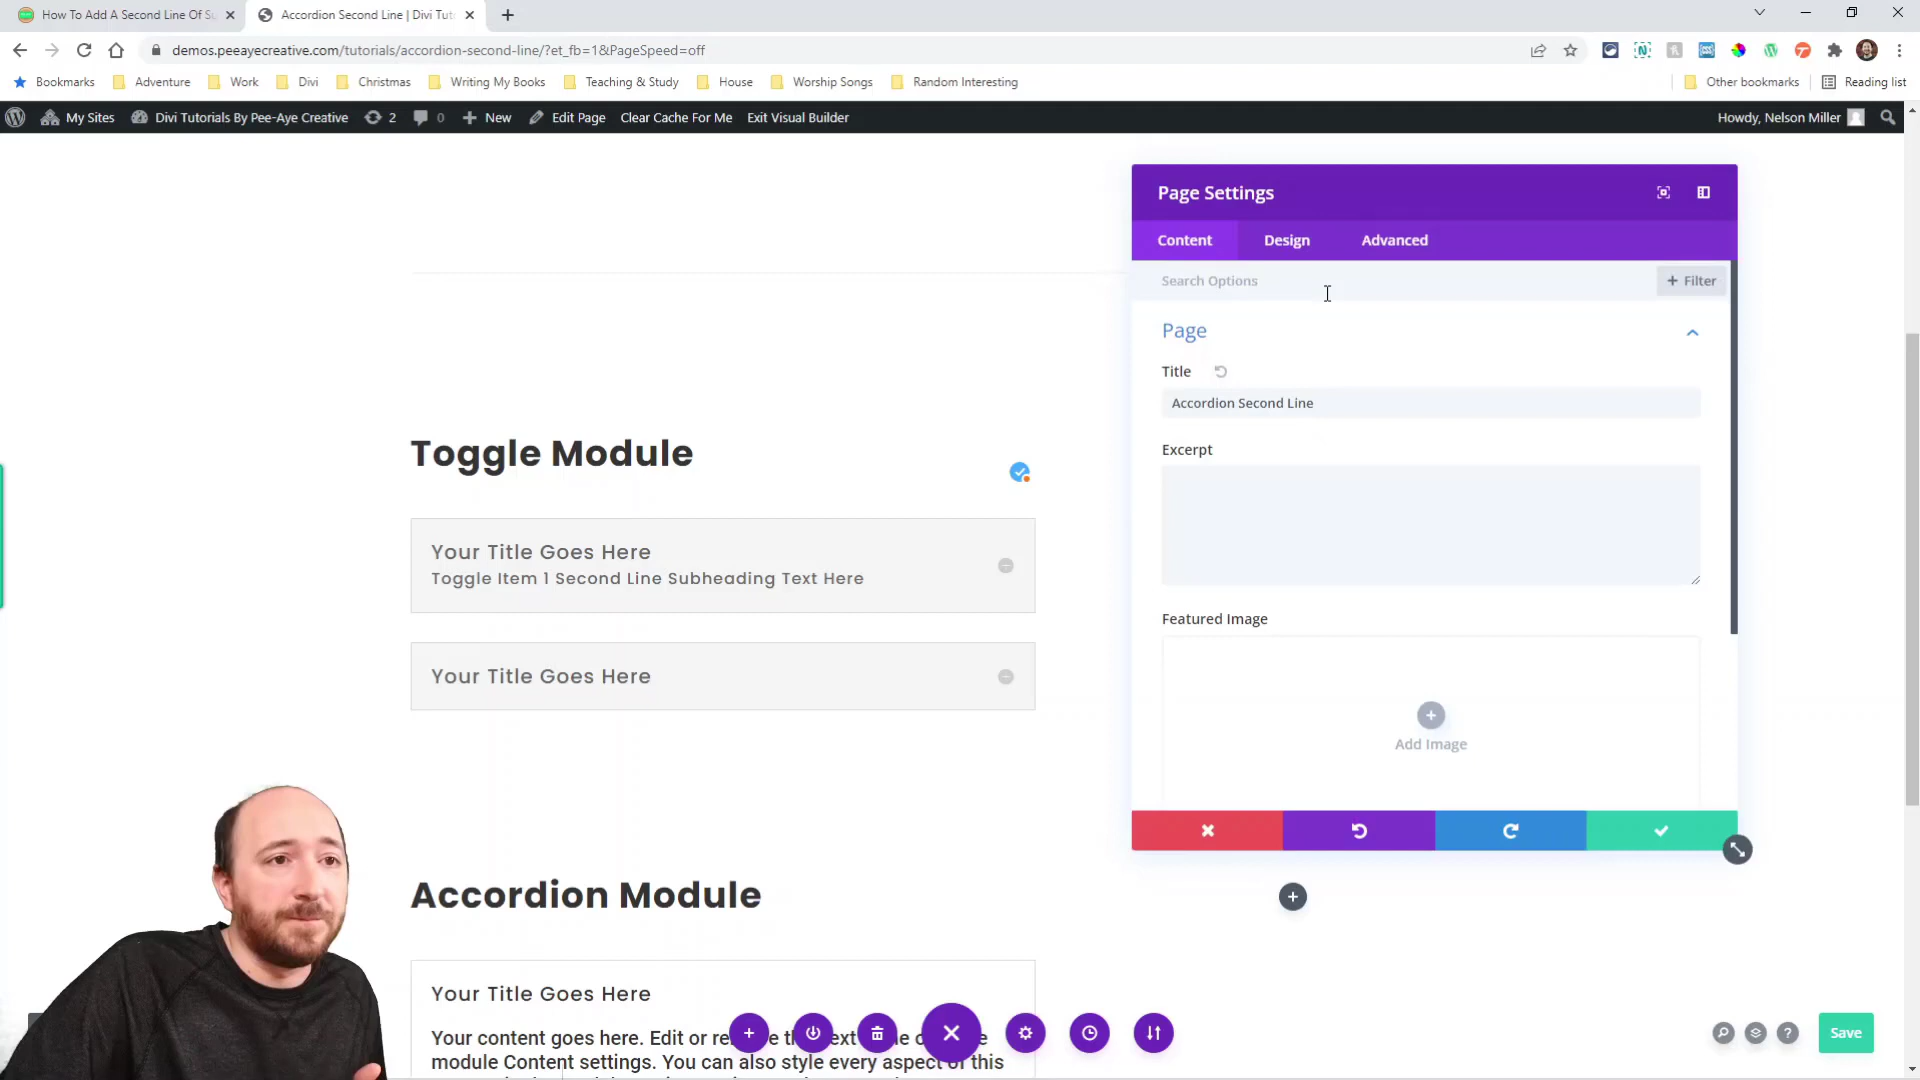 How To Add A Second Line Of Su
Accordion Second Line | Divi Tut
demos.peeayecreative.com/tutorials/accordion-second-line/?et_fb=1&PageSpeed=off
Bookmarks Adventure Work Divi Christmas Writing My Books Teaching & Study House Worship Songs Random Interesting Other bookmarks Reading list
My Sites Divi Tutorials By Pee-Aye Creative 2 0 New Edit Page Clear Cache For Me Exit Visual Builder Howdy, Nelson Miller
Page Settings
Content Design Advanced
Search Options + Filter
Page
Title
Accordion Second Line
Excerpt
Featured Image
Add Image
Toggle Module
Your Title Goes Here
Toggle Item 1 Second Line Subheading Text Here
Your Title Goes Here
Accordion Module
Your Title Goes Here
Your content goes here. Edit or
module Content settings. You can also style every aspect of this
Save